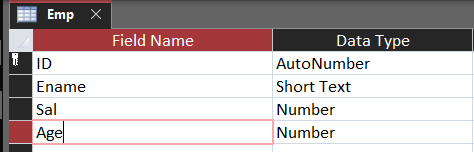 Emp
Field Name Data Type
ID AutoNumber
Ename Short Text
Sal Number
Age Number